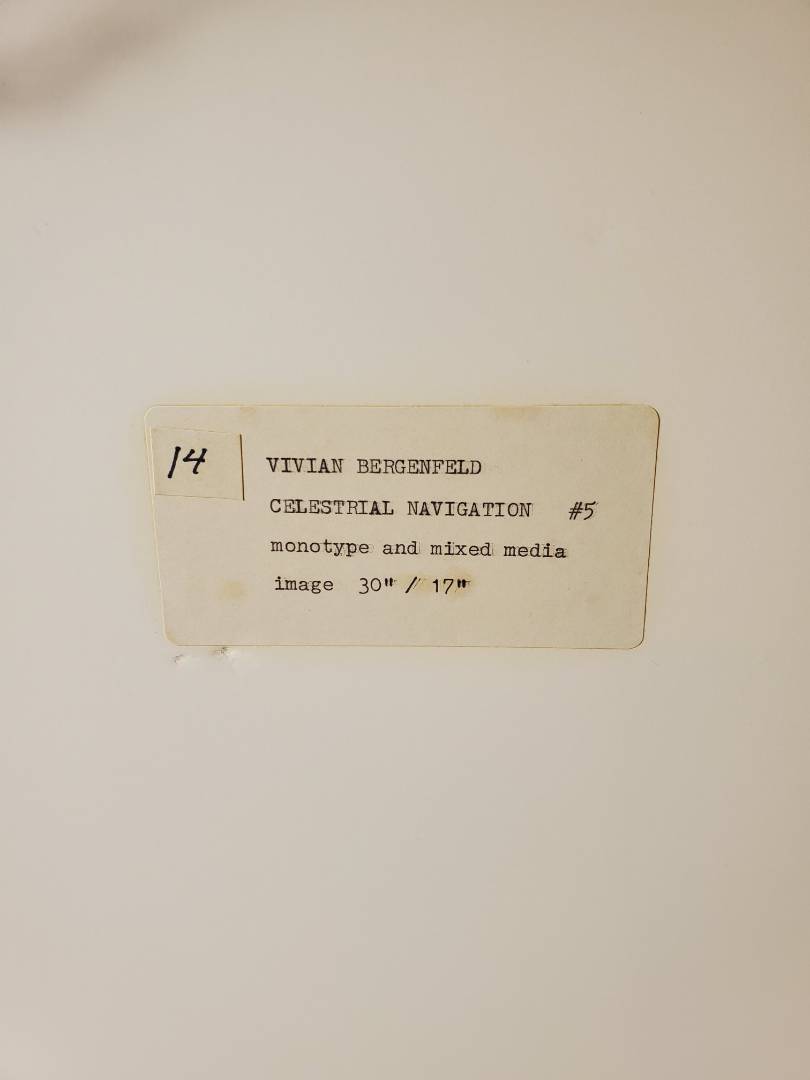 14
VIVIAN BERGENFELD
CELESTRIAL NAVIGATION #5
monotype and mixed media
image 30" / 17"